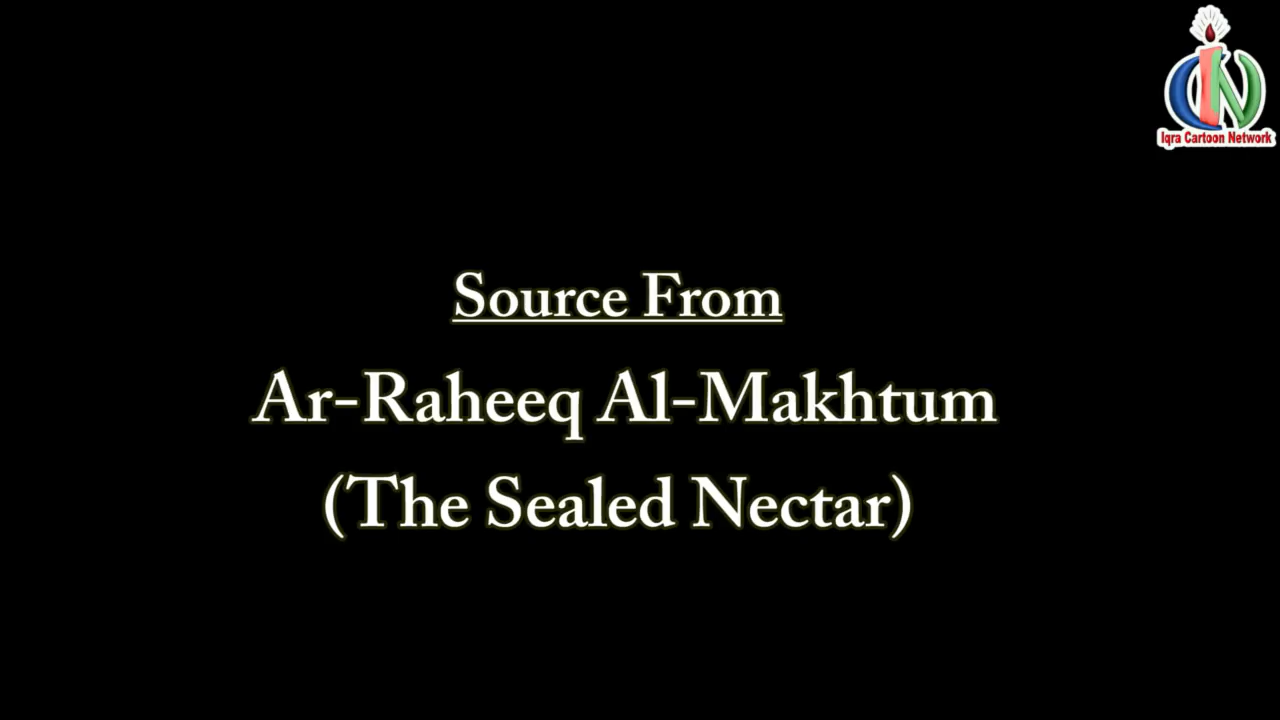 Iqra Cartoon Network
Source From
Ar-Raheeq Al-Makhtum
(The Sealed Nectar)